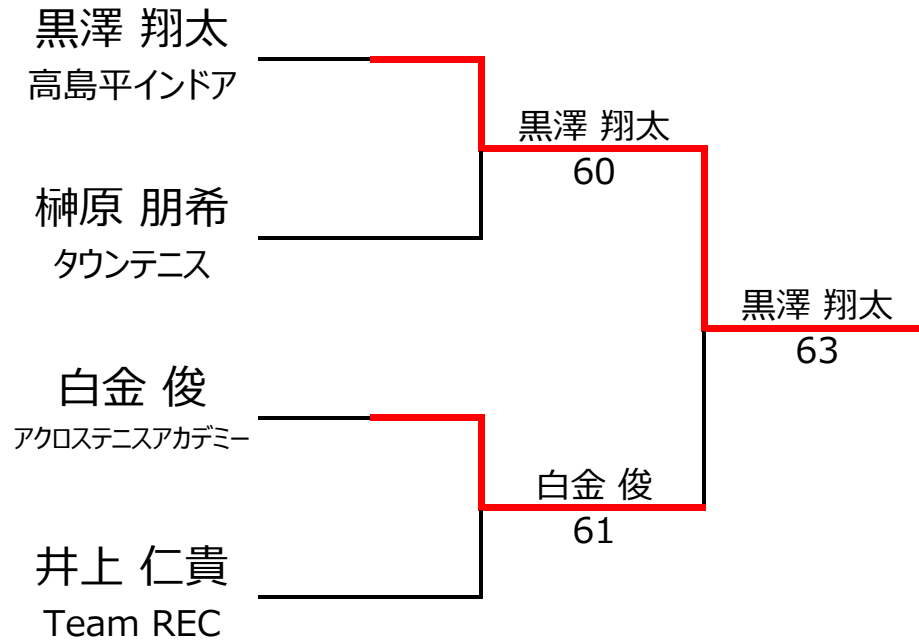 黒澤 翔太
高島平インドア
黒澤 翔太
60
榊原 朋希
タウンテニス
黒澤 翔太
63
白金 俊
アクロステニスアカデミー
白金 俊
61
井上 仁貴
Team REC